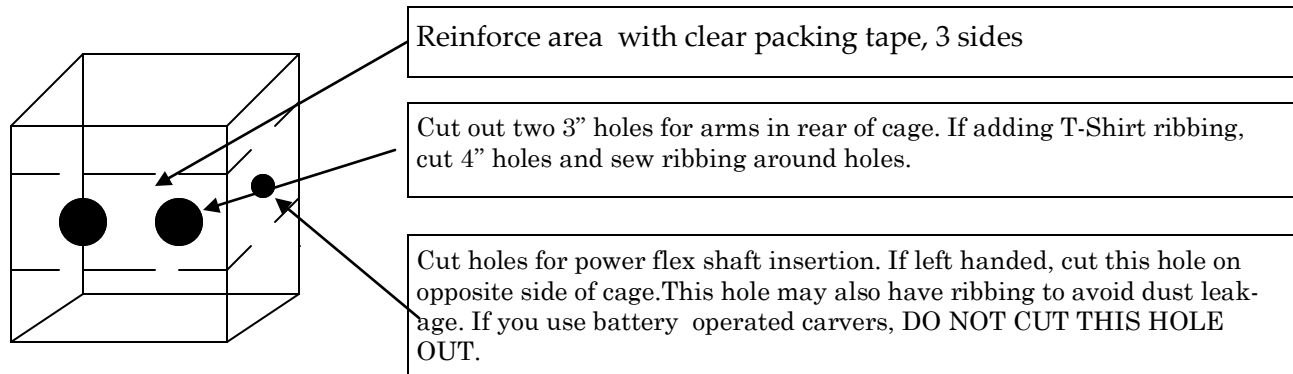 Reinforce area  with clear packing tape, 3 sides
Cut out two 3” holes for arms in rear of cage. If adding T-Shirt ribbing,
cut 4” holes and sew ribbing around holes.
Cut holes for power flex shaft insertion. If left handed, cut this hole on
opposite side of cage.This hole may also have ribbing to avoid dust leak-
age. If you use battery  operated carvers, DO NOT CUT THIS HOLE
OUT.